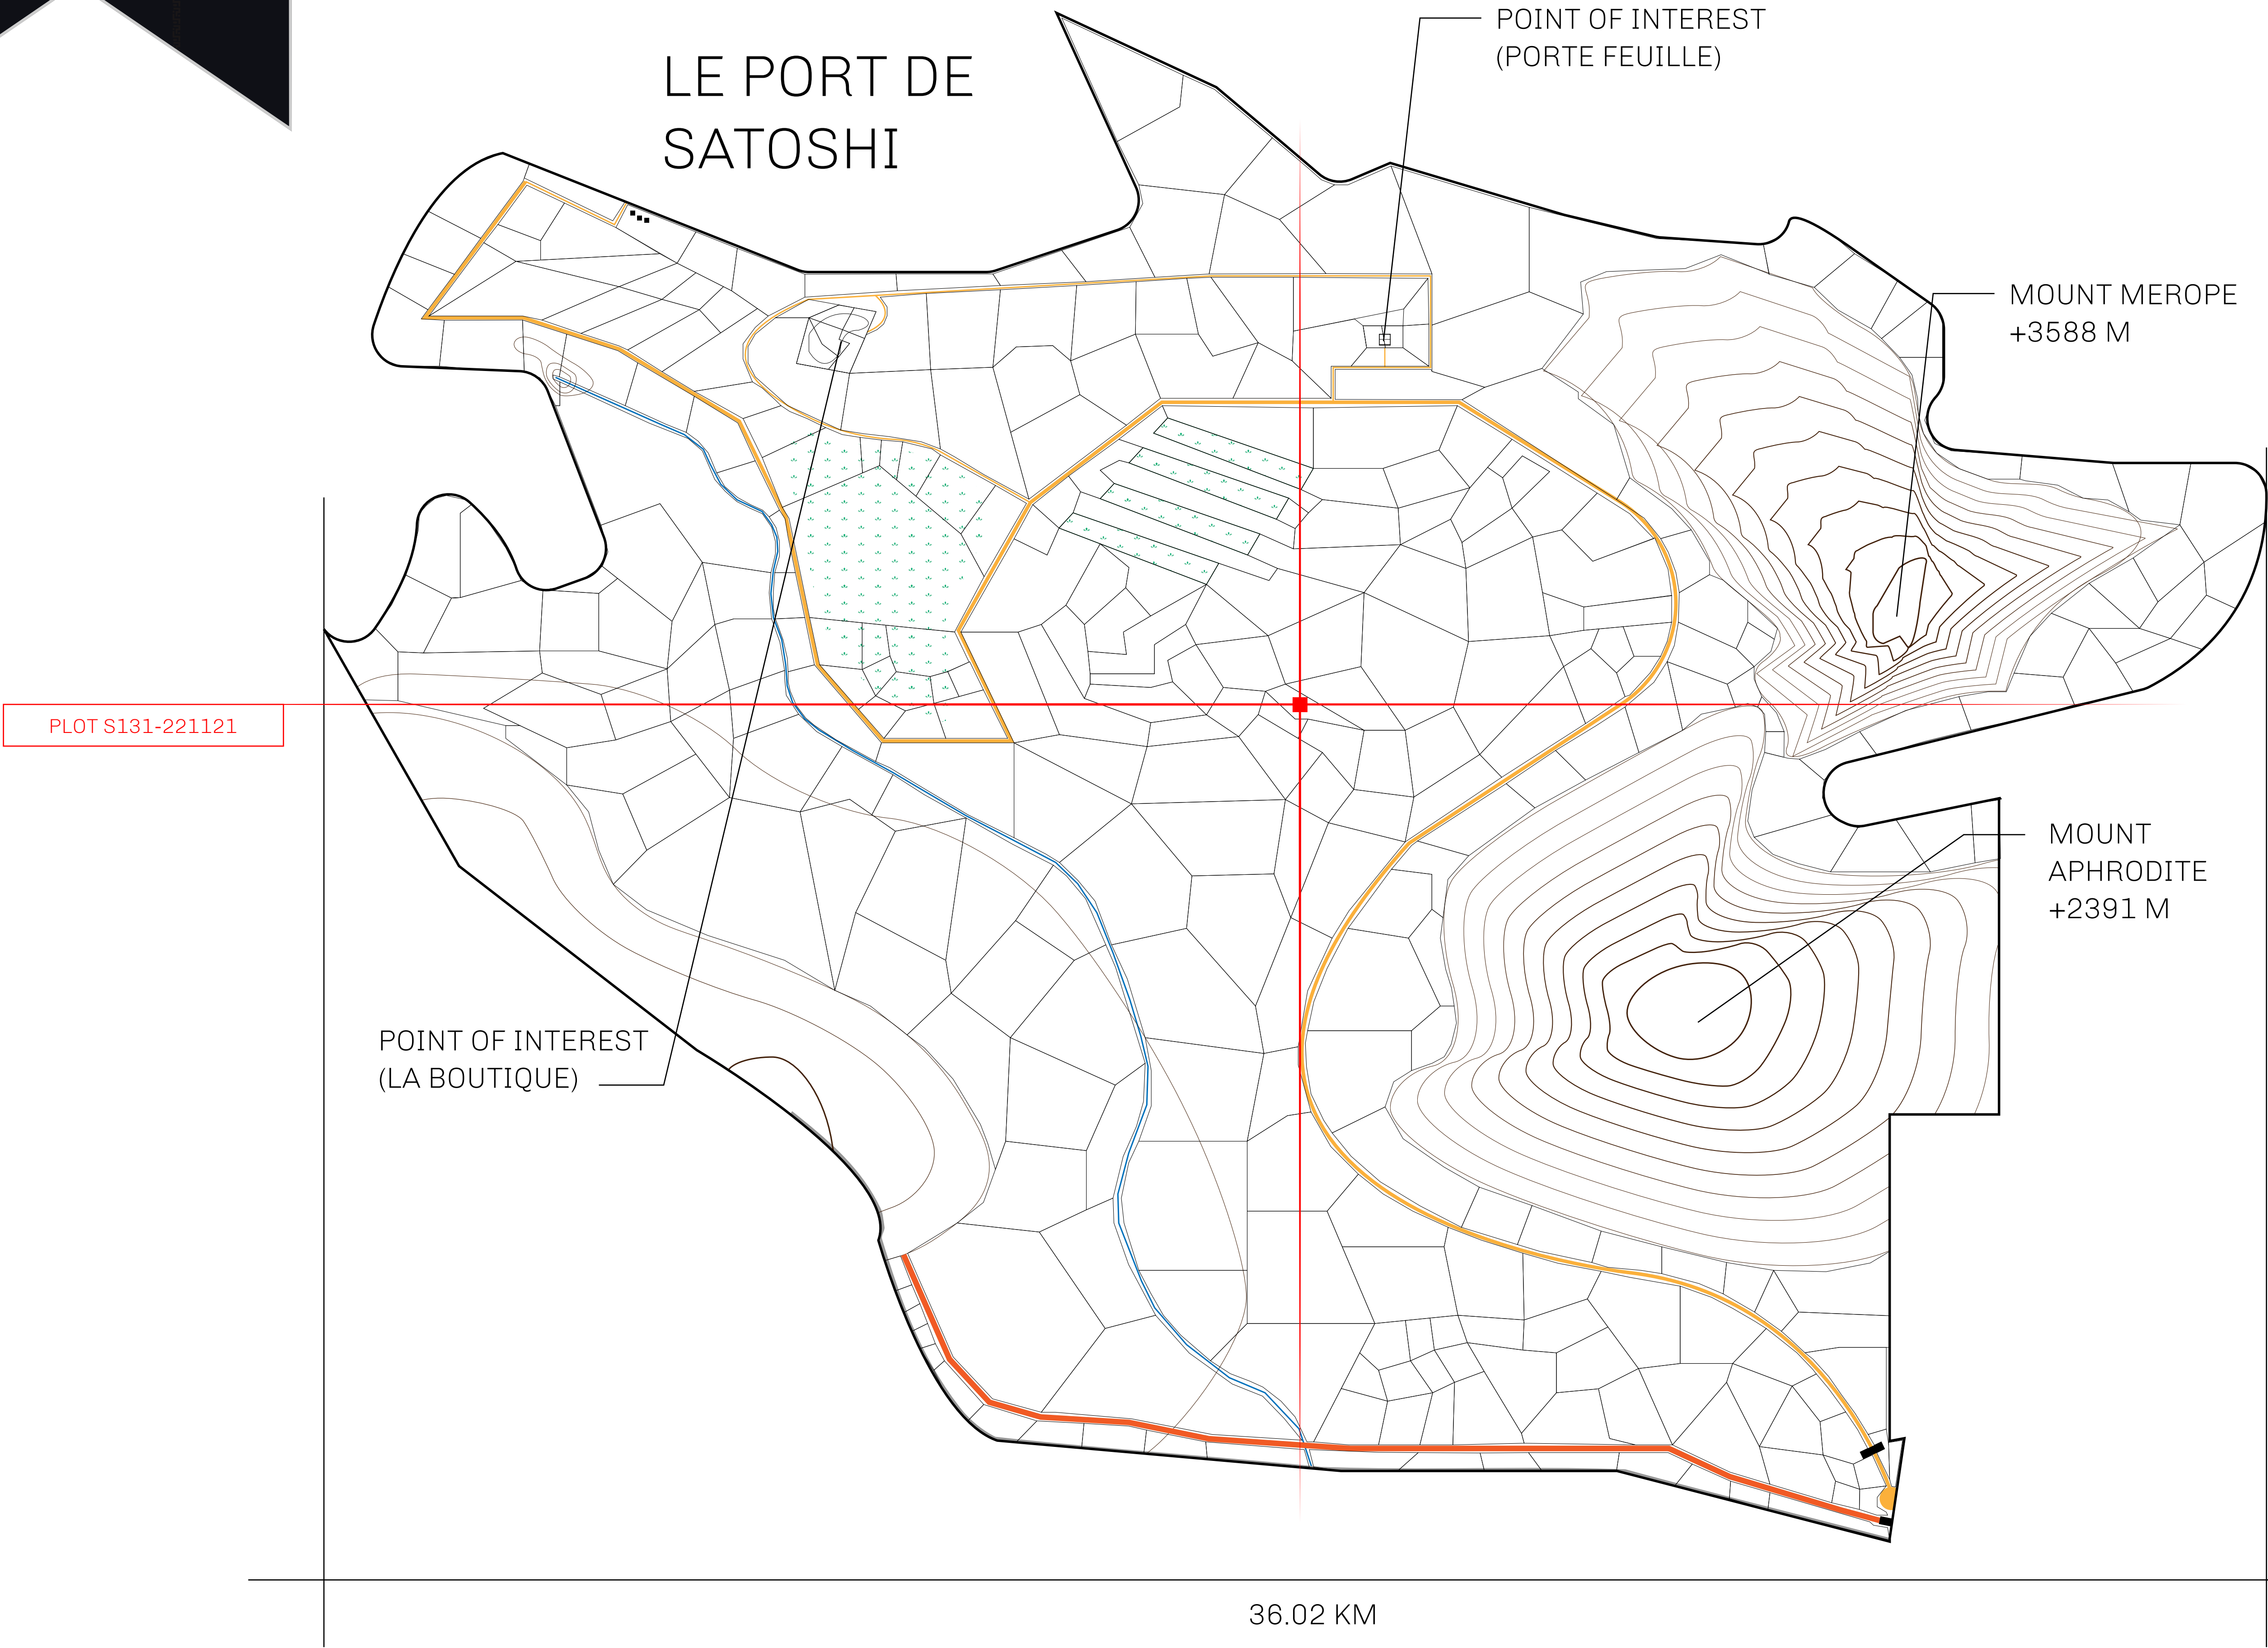 POINT OF INTEREST
(PORTE FEUILLE)
LE PORT DE
SATOSHI
MOUNT MEROPE
+3588 M
PLOT S131-221121
MOUNT
APHRODITE
+2391 M
POINT OF INTEREST
(LA BOUTIQUE)
36.02 KM